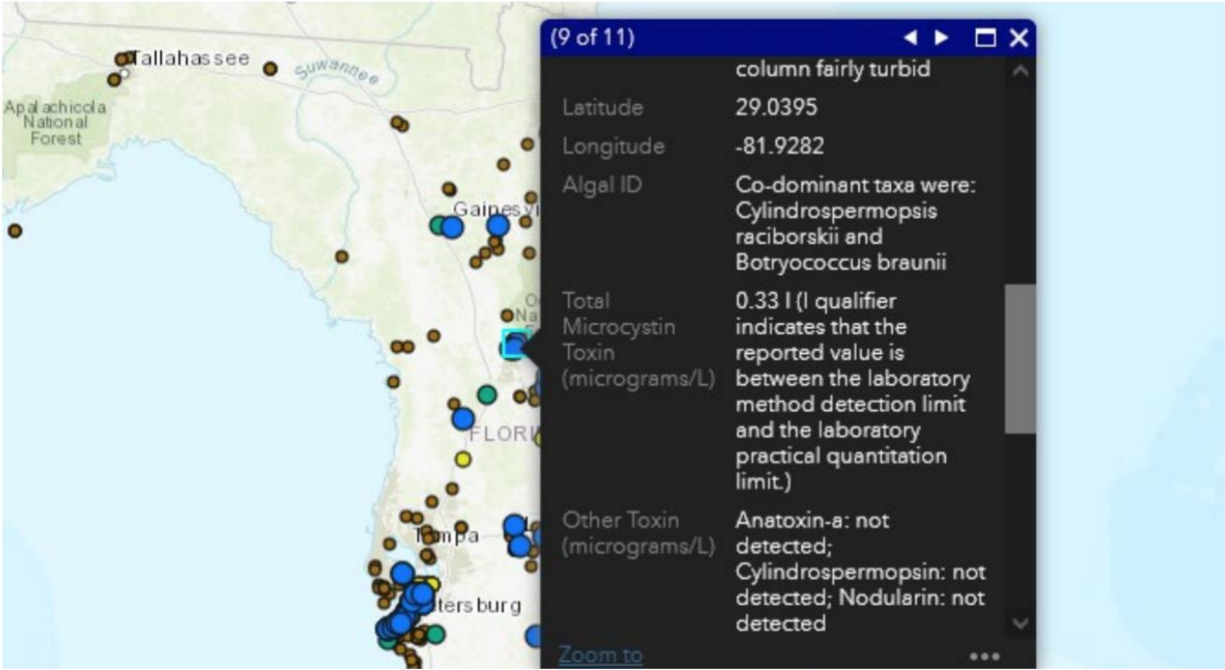 Tallahassee
Suwannee
Apalachicola
National
Forest
Gainesvi
Na
FLORI
Tampa
tersburg
(9 of 11)
column fairly turbid
Latitude 29.0395
Longitude -81.9282
Algal ID Co-dominant taxa were:
Cylindrospermopsis
raciborskii and
Botryococcus braunii
Total 0.33 I (I qualifier
Microcystin indicates that the
Toxin reported value is
(micrograms/L) between the laboratory
method detection limit
and the laboratory
practical quantitation
limit.)
Other Toxin Anatoxin-a: not
(micrograms/L) detected;
Cylindrospermopsin: not
detected; Nodularin: not
detected
Zoom to